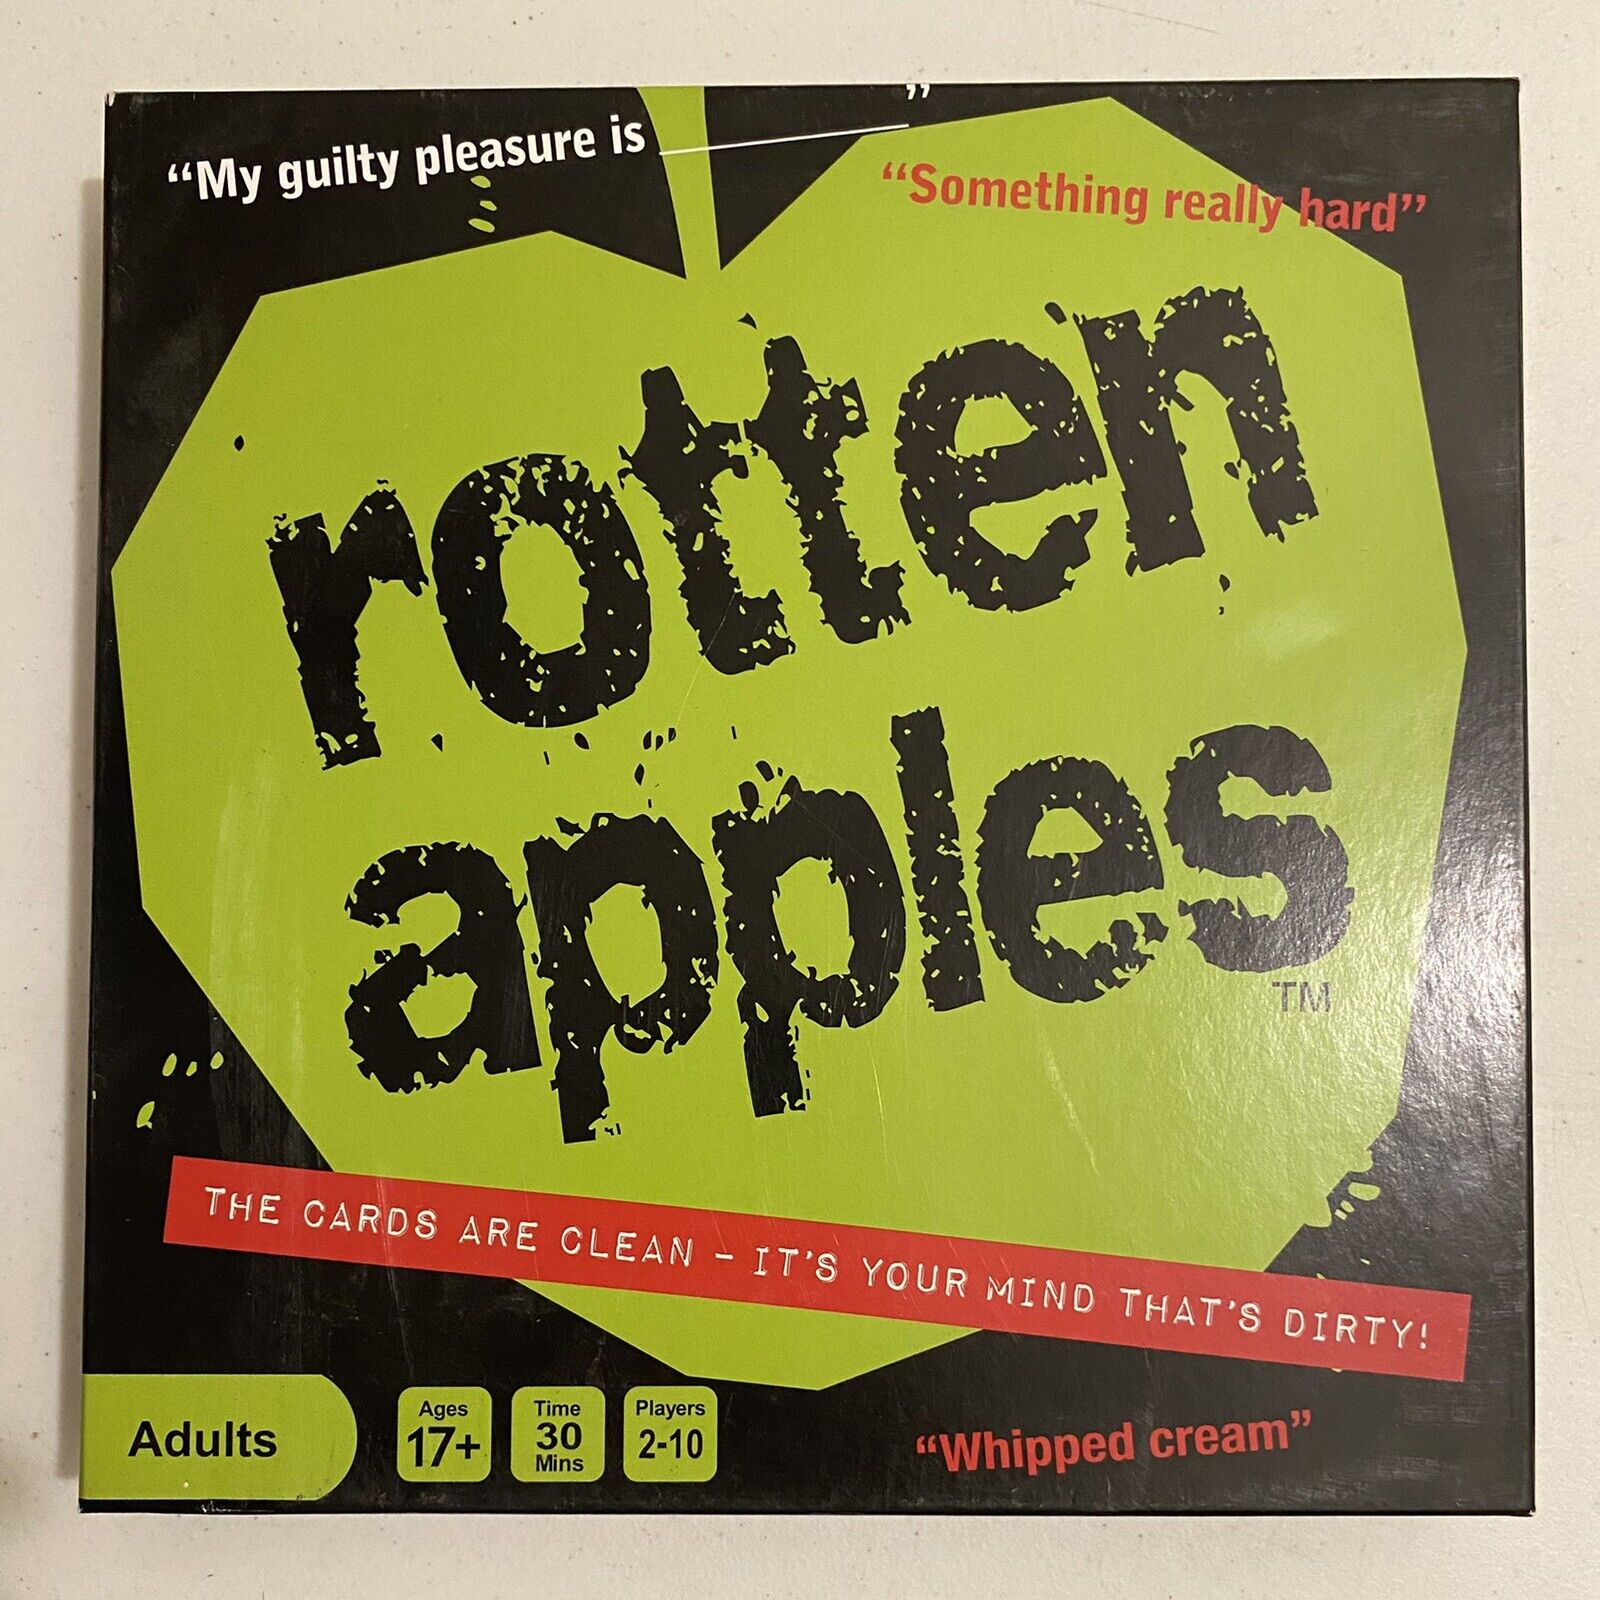 “My guilty pleasure is ______”
“Something really hard”
rotten
apples
TM
THE CARDS ARE CLEAN - IT'S YOUR MIND THAT'S DIRTY!
Adults
Ages
17+
Time
30
Mins
Players
2-10
“Whipped cream”